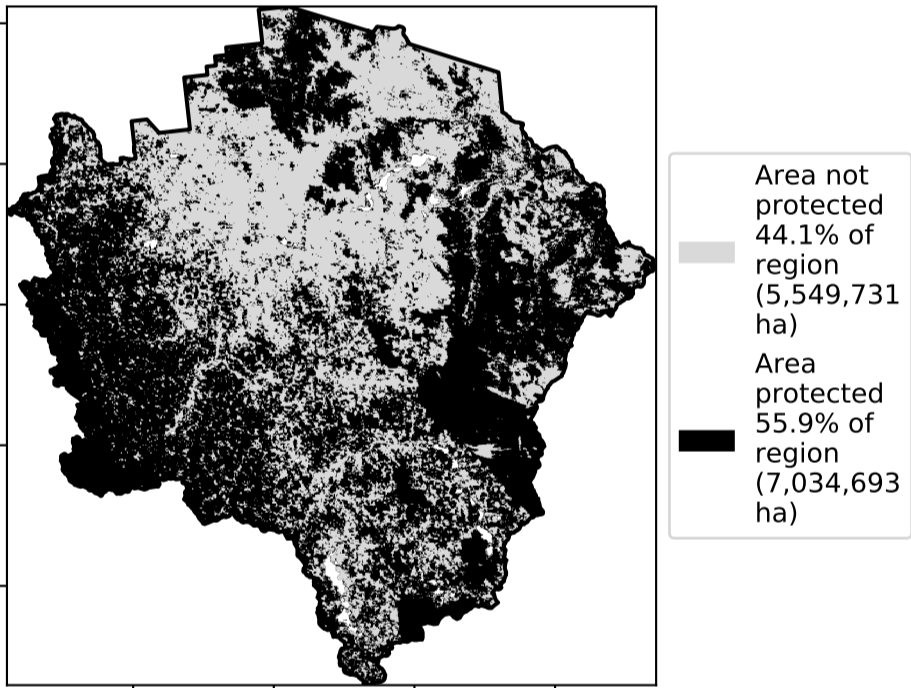 Area not
protected
44.1% of
region
(5,549,731
ha)
Area
protected
55.9% of
region
(7,034,693
ha)